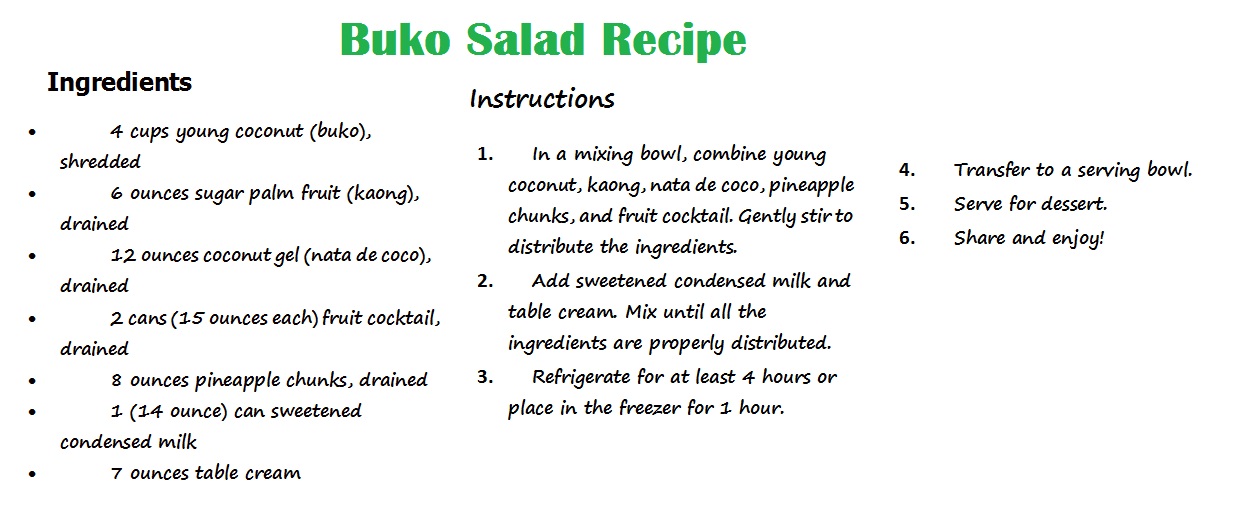 Buko Salad Recipe
Ingredients
• 4 cups young coconut (buko),
shredded
• 6 ounces sugar palm fruit (kaong),
drained
• 12 ounces coconut gel (nata de coco),
drained
• 2 cans (15 ounces each) fruit cocktail,
drained
• 8 ounces pineapple chunks, drained
• 1 (14 ounce) can sweetened
condensed milk
• 7 ounces table cream
Instructions
1. In a mixing bowl, combine young
coconut, kaong, nata de coco, pineapple
chunks, and fruit cocktail. Gently stir to
distribute the ingredients.
2. Add sweetened condensed milk and
table cream. Mix until all the
ingredients are properly distributed.
3. Refrigerate for at least 4 hours or
place in the freezer for 1 hour.
4. Transfer to a serving bowl.
5. Serve for dessert.
6. Share and enjoy!